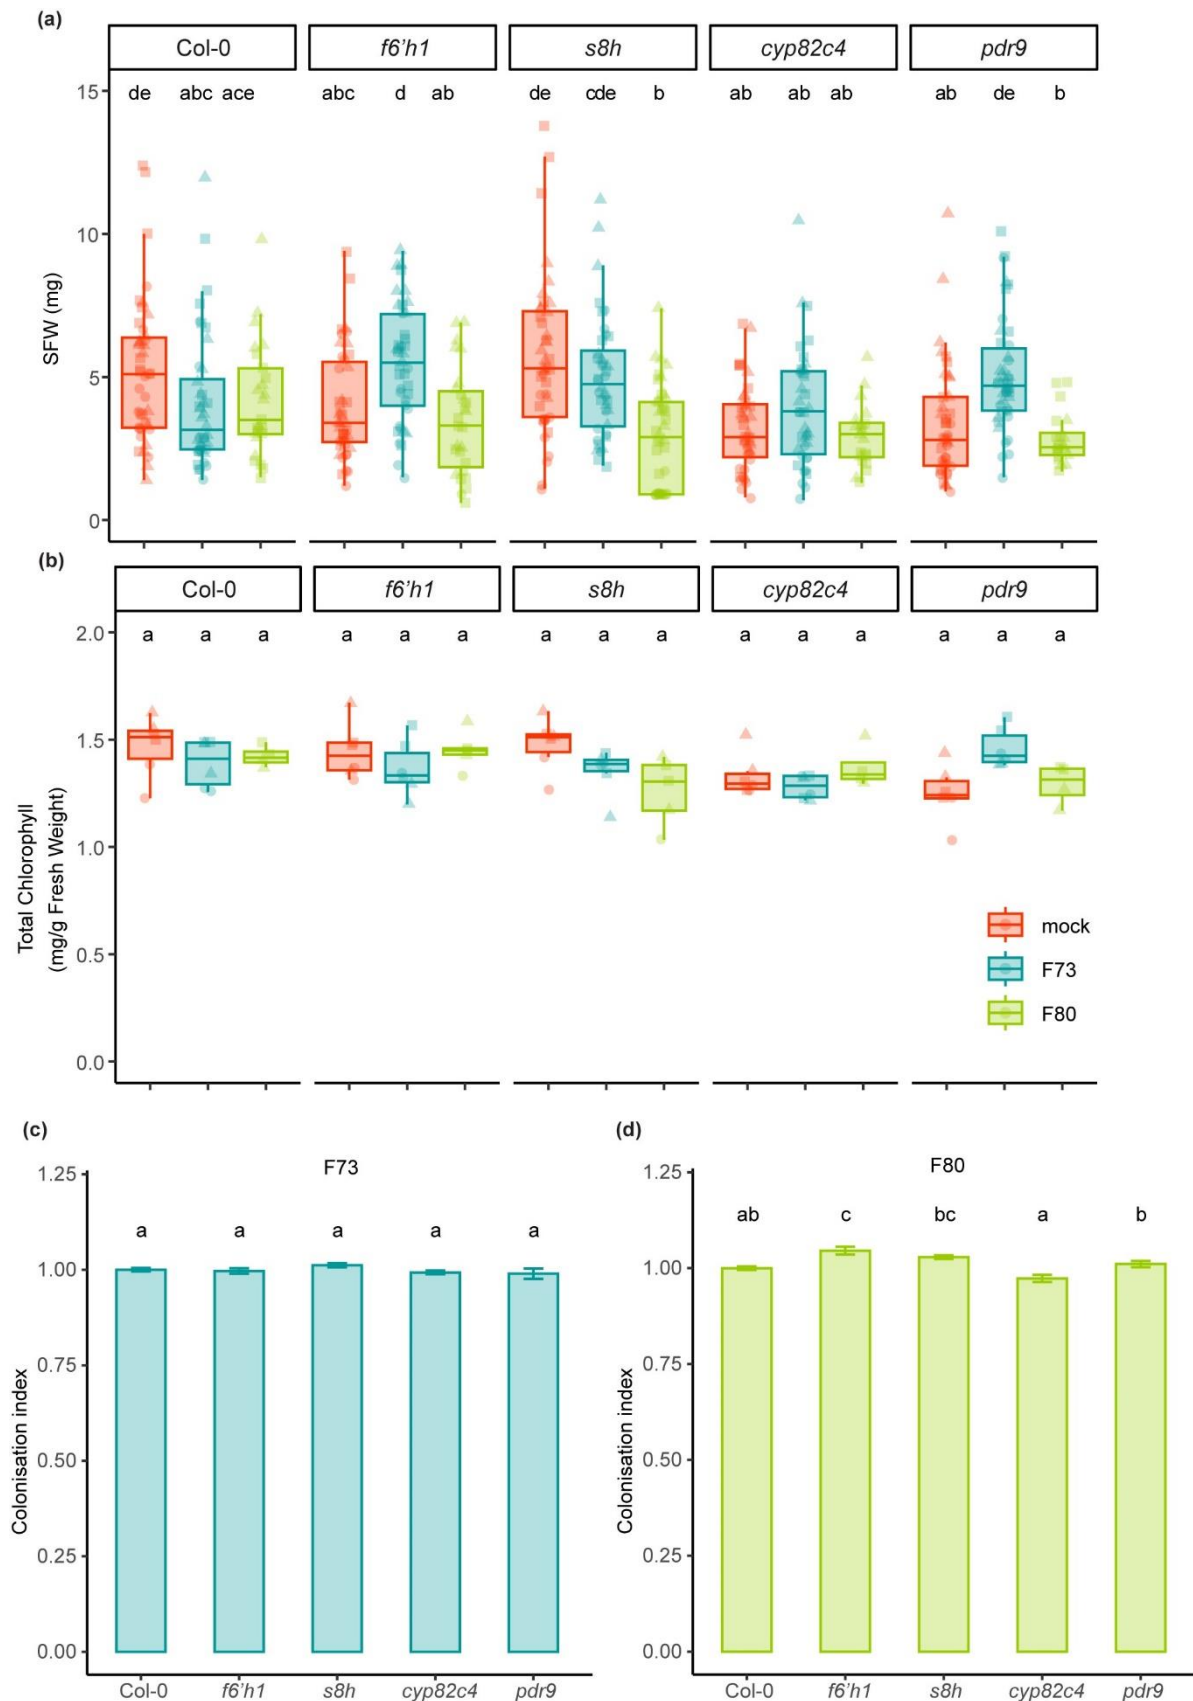 (a)
Col-0 f6'h1 s8h cyp82c4 pdr9
15 de abc ace abc d ab de cde b ab ab ab ab de b
10
SFW (mg)
5
0
(b)
Col-0 f6'h1 s8h cyp82c4 pdr9
2.0 a a a a a a a a a a a a a a a
1.5
Total Chlorophyll
(mg/g Fresh Weight)
1.0
mock
F73
F80
0.5
0.0
(c)
F73
1.25
a a a a a
1.00
0.75
Colonisation index
0.50
0.25
0.00
Col-0 f6'h1 s8h cyp82c4 pdr9
(d)
F80
1.25
ab c bc a b
1.00
0.75
Colonisation index
0.50
0.25
0.00
Col-0 f6'h1 s8h cyp82c4 pdr9